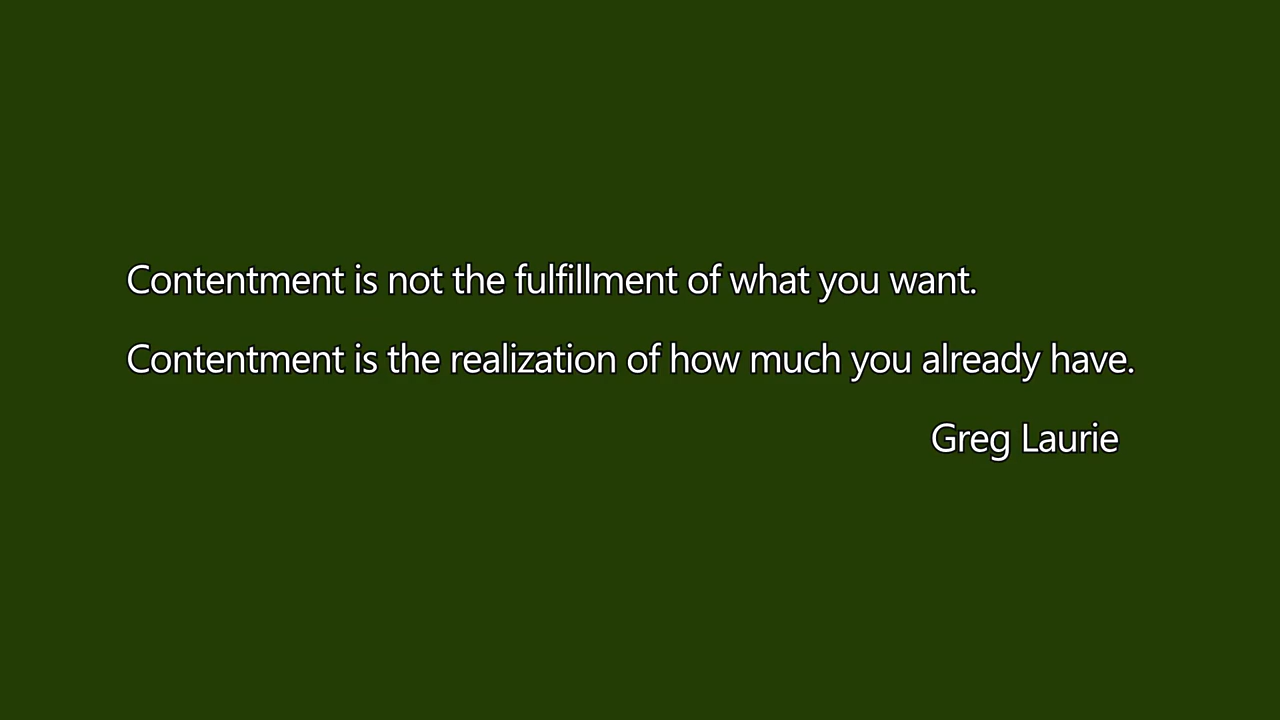 Contentment is not the fulfillment of what you want.
Contentment is the realization of how much you already have.
Greg Laurie